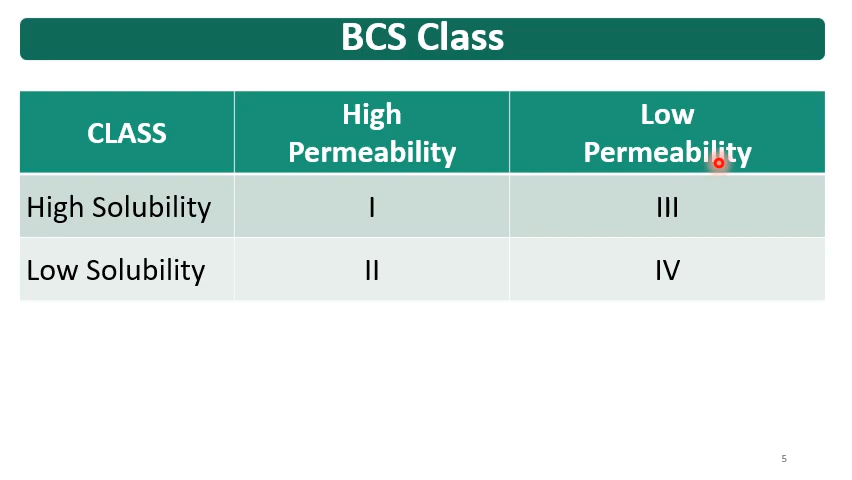 BCS Class
CLASS
High
Permeability
Low
Permeability
High Solubility
I
III
Low Solubility
II
IV
5